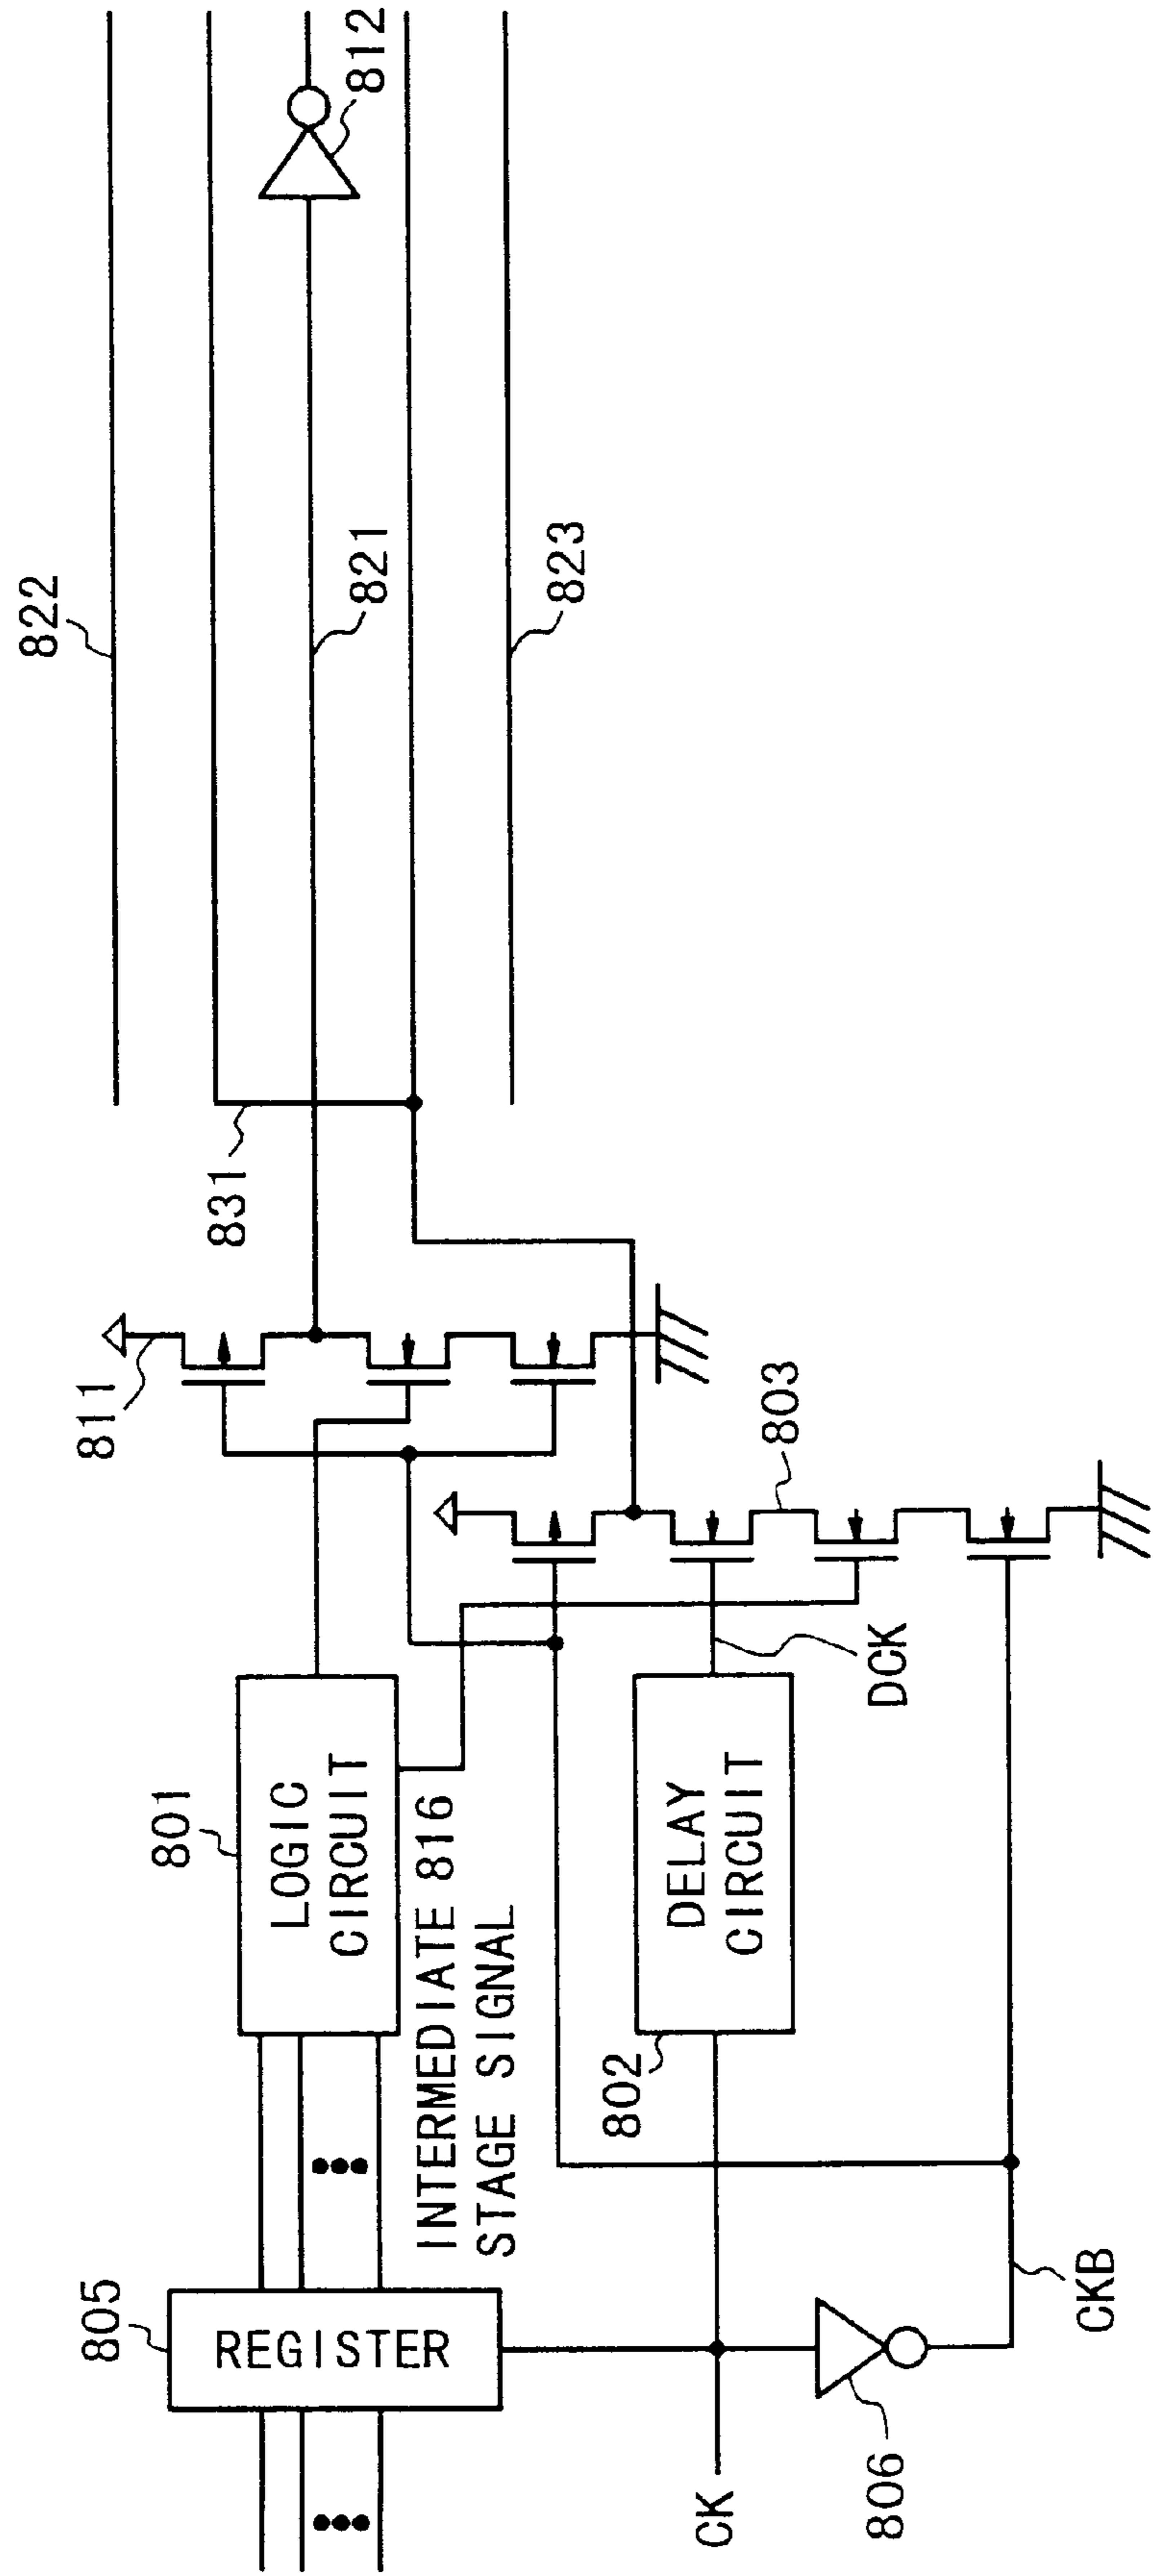 822
812
821
823
831
811
803
801
LOGIC
CIRCUIT
INTERMEDIATE 816
STAGE SIGNAL
DCK
DELAY
CIRCUIT
802
805
REGISTER
CK
806
CKB